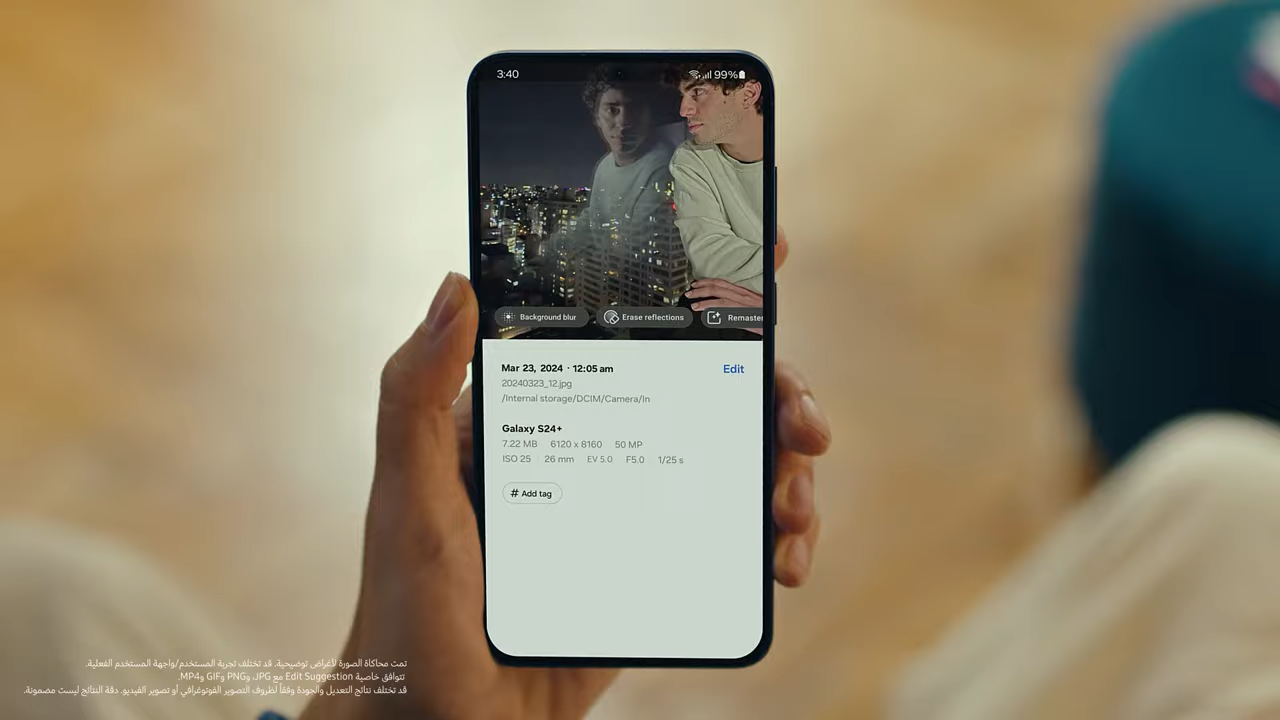 3:40
99%
Background blur
Erase reflections
Remaster
Mar 23, 2024 · 12:05 am
Edit
20240323_12.jpg
/Internal storage/DCIM/Camera/In
Galaxy S24+
7.22 MB 6120 x 8160 50 MP
ISO 25 26 mm EV 5.0 F5.0 1/25 s
# Add tag
تمت محاكاة الصورة لأغراض توضيحية. قد تختلف تجربة المستخدم/واجهة المستخدم الفعلية.
تتوافق خاصية Edit Suggestion مع JPG، وPNG وGIF وMP4.
قد تختلف نتائج التعديل والجودة وفقاً لظروف التصوير الفوتوغرافي أو تصوير الفيديو. دقة النتائج ليست مضمونة.